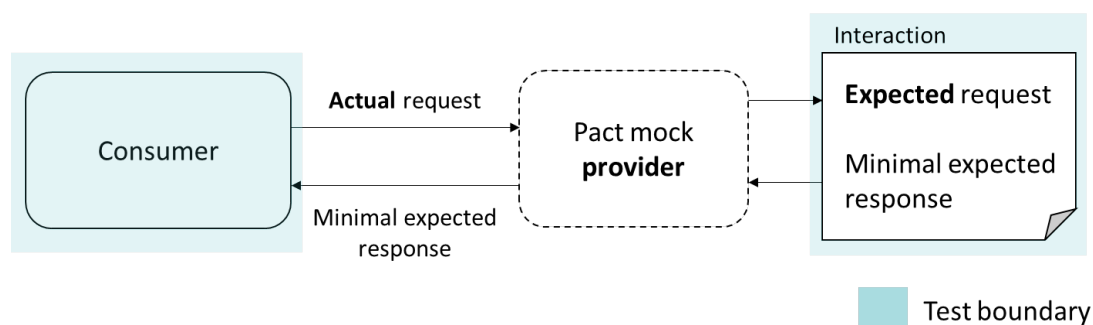 Interaction
Actual request
Expected request
Consumer
Pact mock
provider
Minimal expected
response
Minimal expected
response
Test boundary